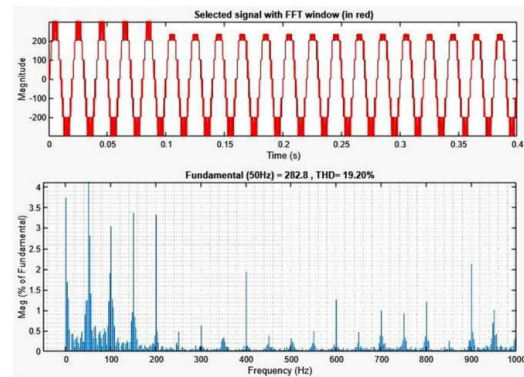 Selected signal with FFT window (in red)
Magnitude
200
100
0
-100
-200
0 0.05 0.1 0.15 0.2 0.25 0.3 0.35 0.4
Time (s)
Fundamental (50Hz) = 282.8 , THD= 19.20%
Mag (% of Fundamental)
4
3.5
3
2.5
2
1.5
1
0.5
0
0 100 200 300 400 500 600 700 800 900 1000
Frequency (Hz)